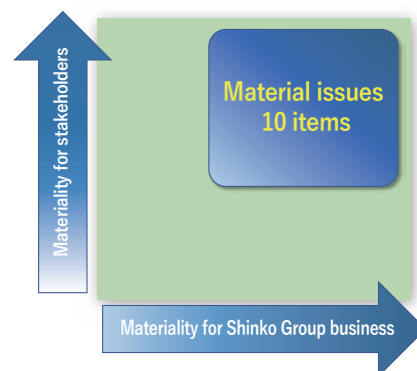 Materiality for stakeholders
Material issues
10 items
Materiality for Shinko Group business